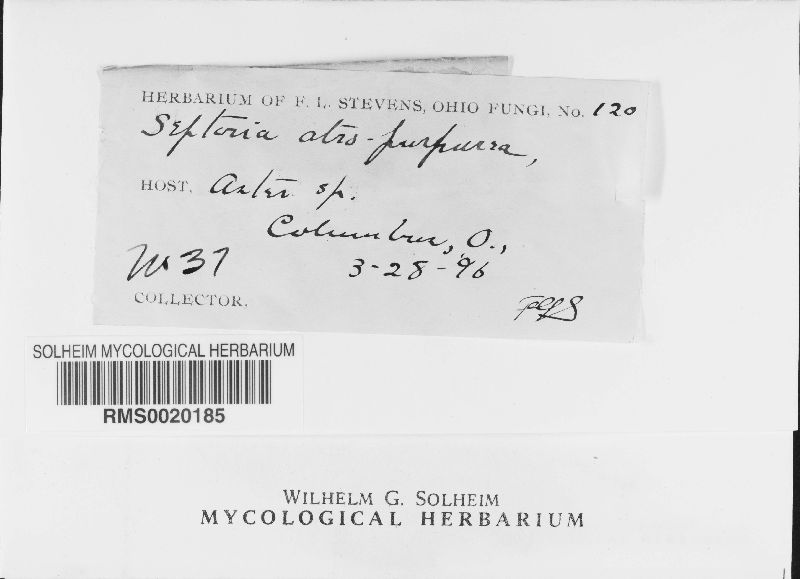 HERBARIUM OF F. L. STEVENS, OHIO FUNGI, No. 120
Septoria atro-purpurea,
HOST, Aster sp.
Columbus, O.,
3-28-96
37
COLLECTOR.
FLS
SOLHEIM MYCOLOGICAL HERBARIUM
RMS0020185
WILHELM G. SOLHEIM
MYCOLOGICAL HERBARIUM